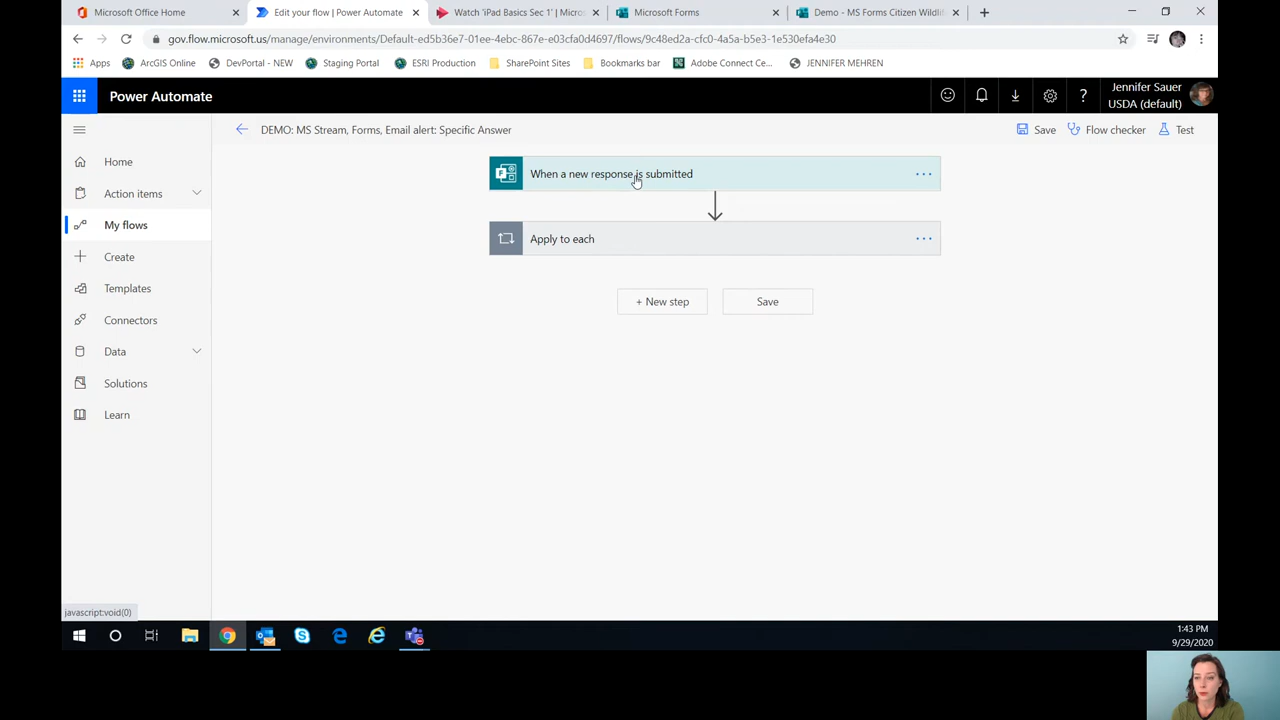 Microsoft Office Home
Edit your flow | Power Automate
Watch 'iPad Basics Sec 1' | Micros
Microsoft Forms
Demo - MS Forms Citizen Wildlif
gov.flow.microsoft.us/manage/environments/Default-ed5b36e7-01ee-4ebc-867e-e03cfa0d4697/flows/9c48ed2a-cfc0-4a5a-b5e3-1e530efa4e30
Apps
ArcGIS Online
DevPortal - NEW
Staging Portal
ESRI Production
SharePoint Sites
Bookmarks bar
Adobe Connect Ce...
JENNIFER MEHREN
Power Automate
Jennifer Sauer
USDA (default)
DEMO: MS Stream, Forms, Email alert: Specific Answer
Save
Flow checker
Test
Home
Action items
My flows
Create
Templates
Connectors
Data
Solutions
Learn
When a new response is submitted
Apply to each
+ New step
Save
javascript:void(0)
1:43 PM
9/29/2020